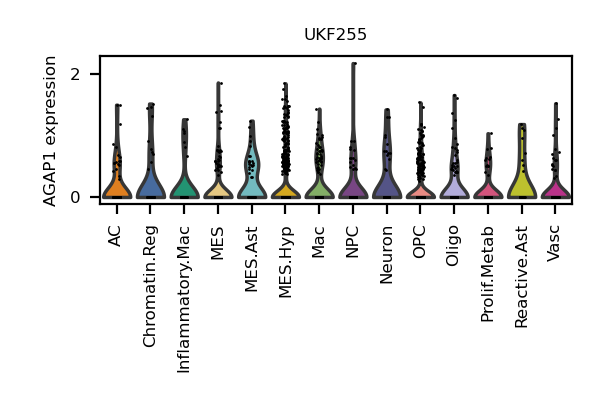 UKF255
AGAP1 expression
2
0
AC
Chromatin.Reg
Inflammatory.Mac
MES
MES.Ast
MES.Hyp
Mac
NPC
Neuron
OPC
Oligo
Prolif.Metab
Reactive.Ast
Vasc